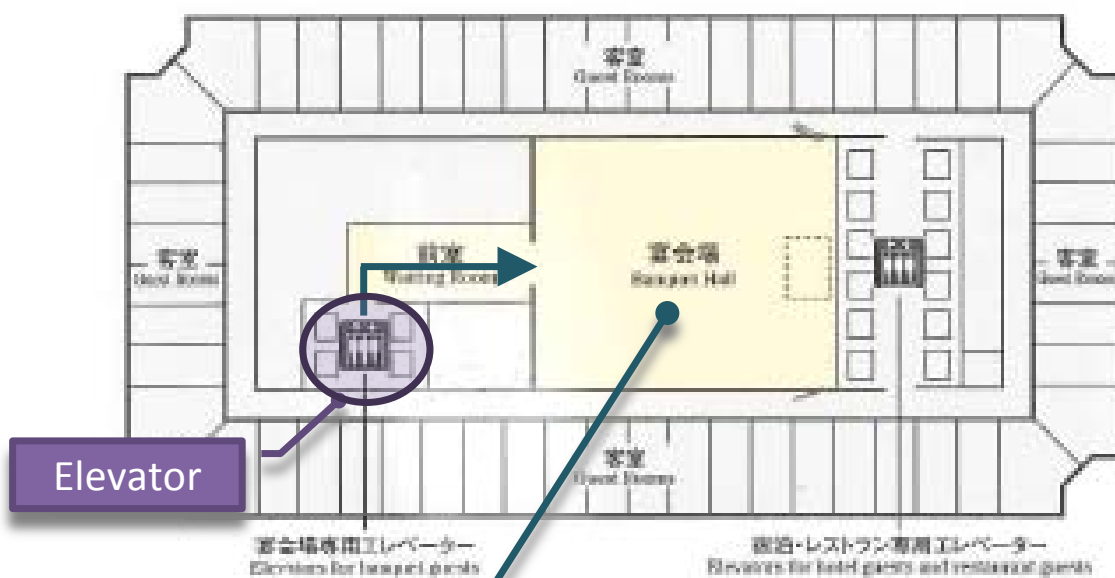 客室
Guest Rooms
客室
Guest Rooms
前室
Waiting Room
宴会場
Banquet Hall
客室
Guest Rooms
Elevator
客室
Guest Rooms
宴会場専用エレベーター
Elevators for banquet guests
宿泊・レストラン専用エレベーター
Elevators for hotel guests and restaurant guests